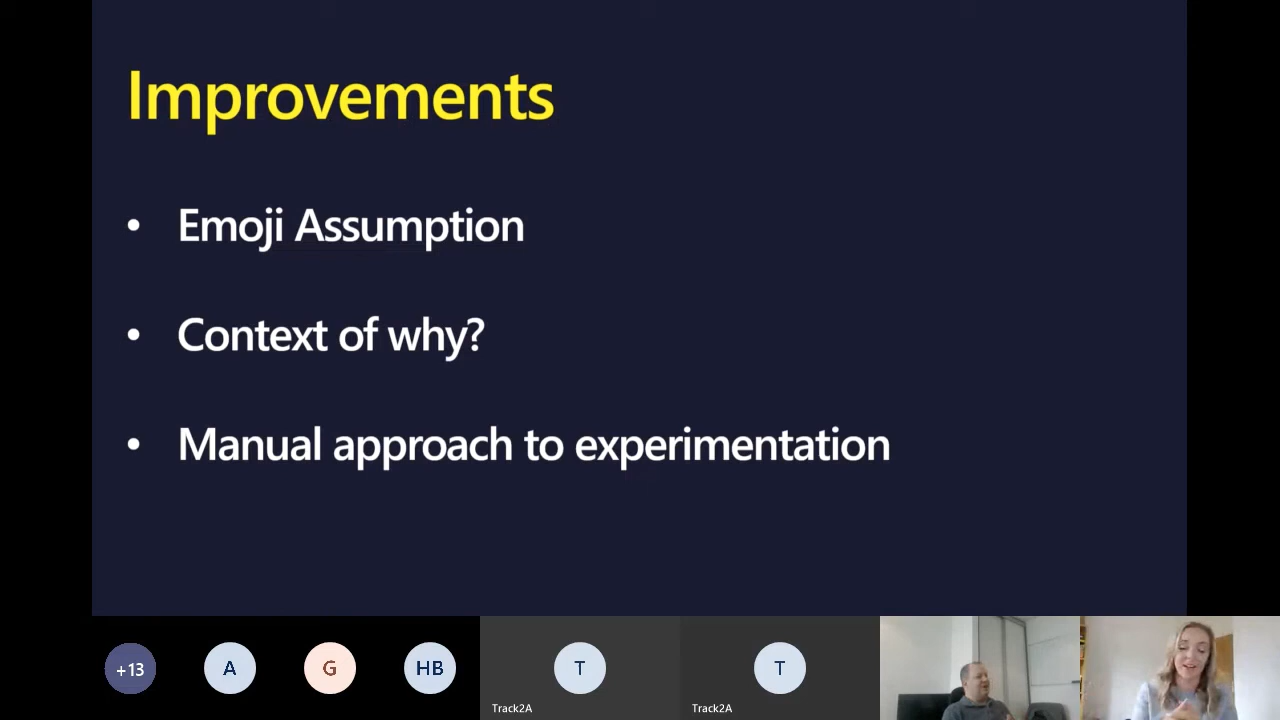 Improvements
• Emoji Assumption
• Context of why?
• Manual approach to experimentation
+13
A
G
HB
T
T
Track2A
Track2A